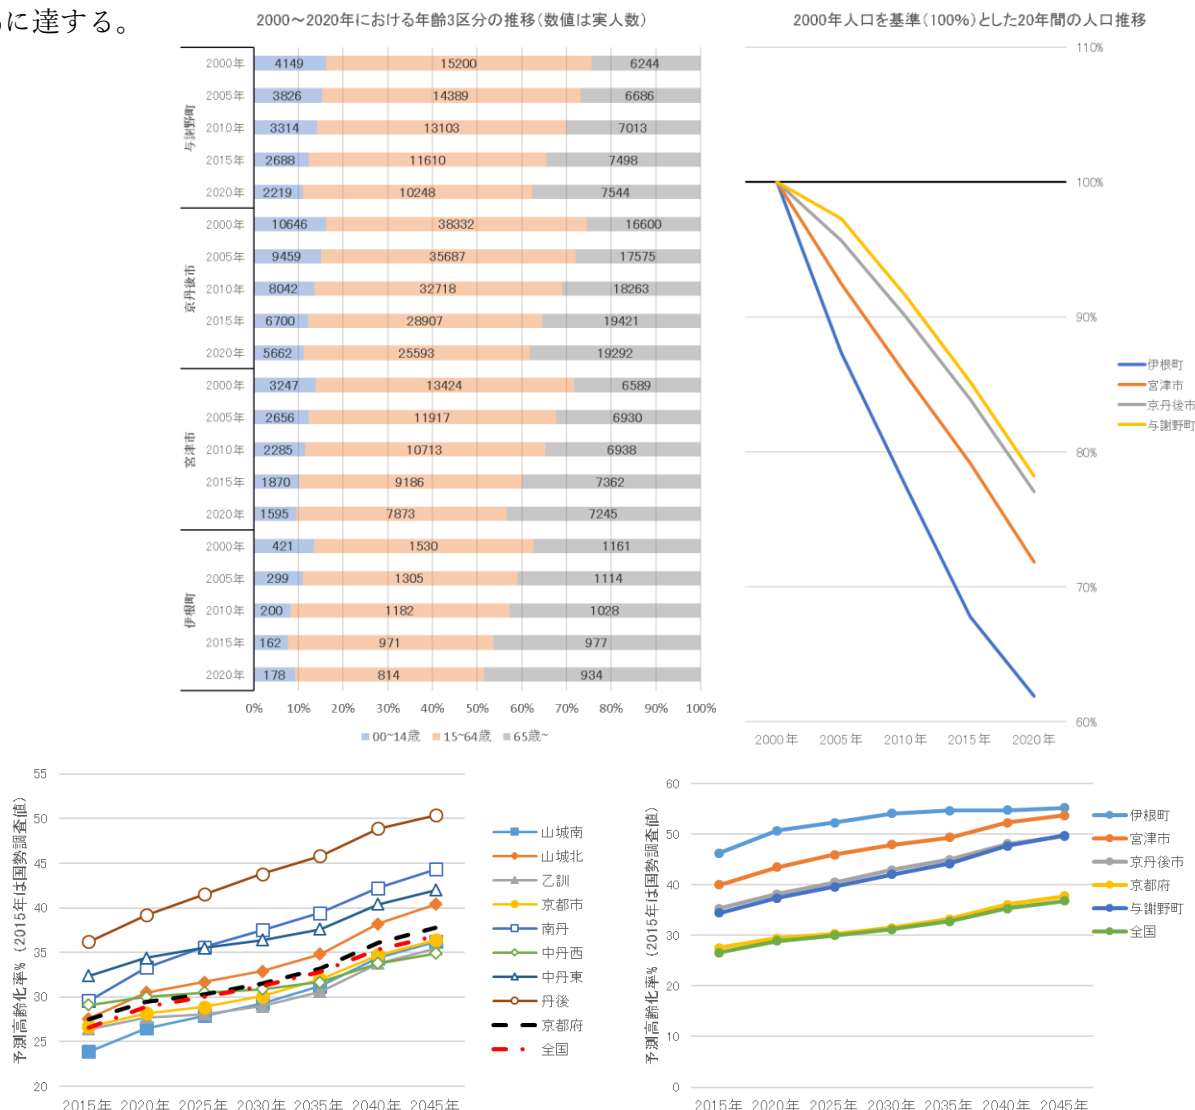 に達する。
2000～2020年における年齢3区分の推移（数値は実人数）
与謝野町
2000年 4149 15200 6244
2005年 3826 14389 6686
2010年 3314 13103 7013
2015年 2688 11610 7498
2020年 2219 10248 7544
京丹後市
2000年 10646 38332 16600
2005年 9459 35687 17575
2010年 8042 32718 18263
2015年 6700 28907 19421
2020年 5662 25593 19292
宮津市
2000年 3247 13424 6589
2005年 2656 11917 6930
2010年 2285 10713 6938
2015年 1870 9186 7362
2020年 1595 7873 7245
伊根町
2000年 421 1530 1161
2005年 299 1305 1114
2010年 200 1182 1028
2015年 162 971 977
2020年 178 814 934
0% 10% 20% 30% 40% 50% 60% 70% 80% 90% 100%
00~14歳 15~64歳 65歳~
2000年人口を基準（100%）とした20年間の人口推移
110%
100%
90%
80%
70%
60%
伊根町
宮津市
京丹後市
与謝野町
2000年 2005年 2010年 2015年 2020年
予測高齢化率%（2015年は国勢調査値）
55
50
45
40
35
30
25
20
2015年 2020年 2025年 2030年 2035年 2040年 2045年
山城南
山城北
乙訓
京都市
南丹
中丹西
中丹東
丹後
京都府
全国
予測高齢化率%（2015年は国勢調査値）
60
50
40
30
20
10
0
2015年 2020年 2025年 2030年 2035年 2040年 2045年
伊根町
宮津市
京丹後市
京都府
与謝野町
全国